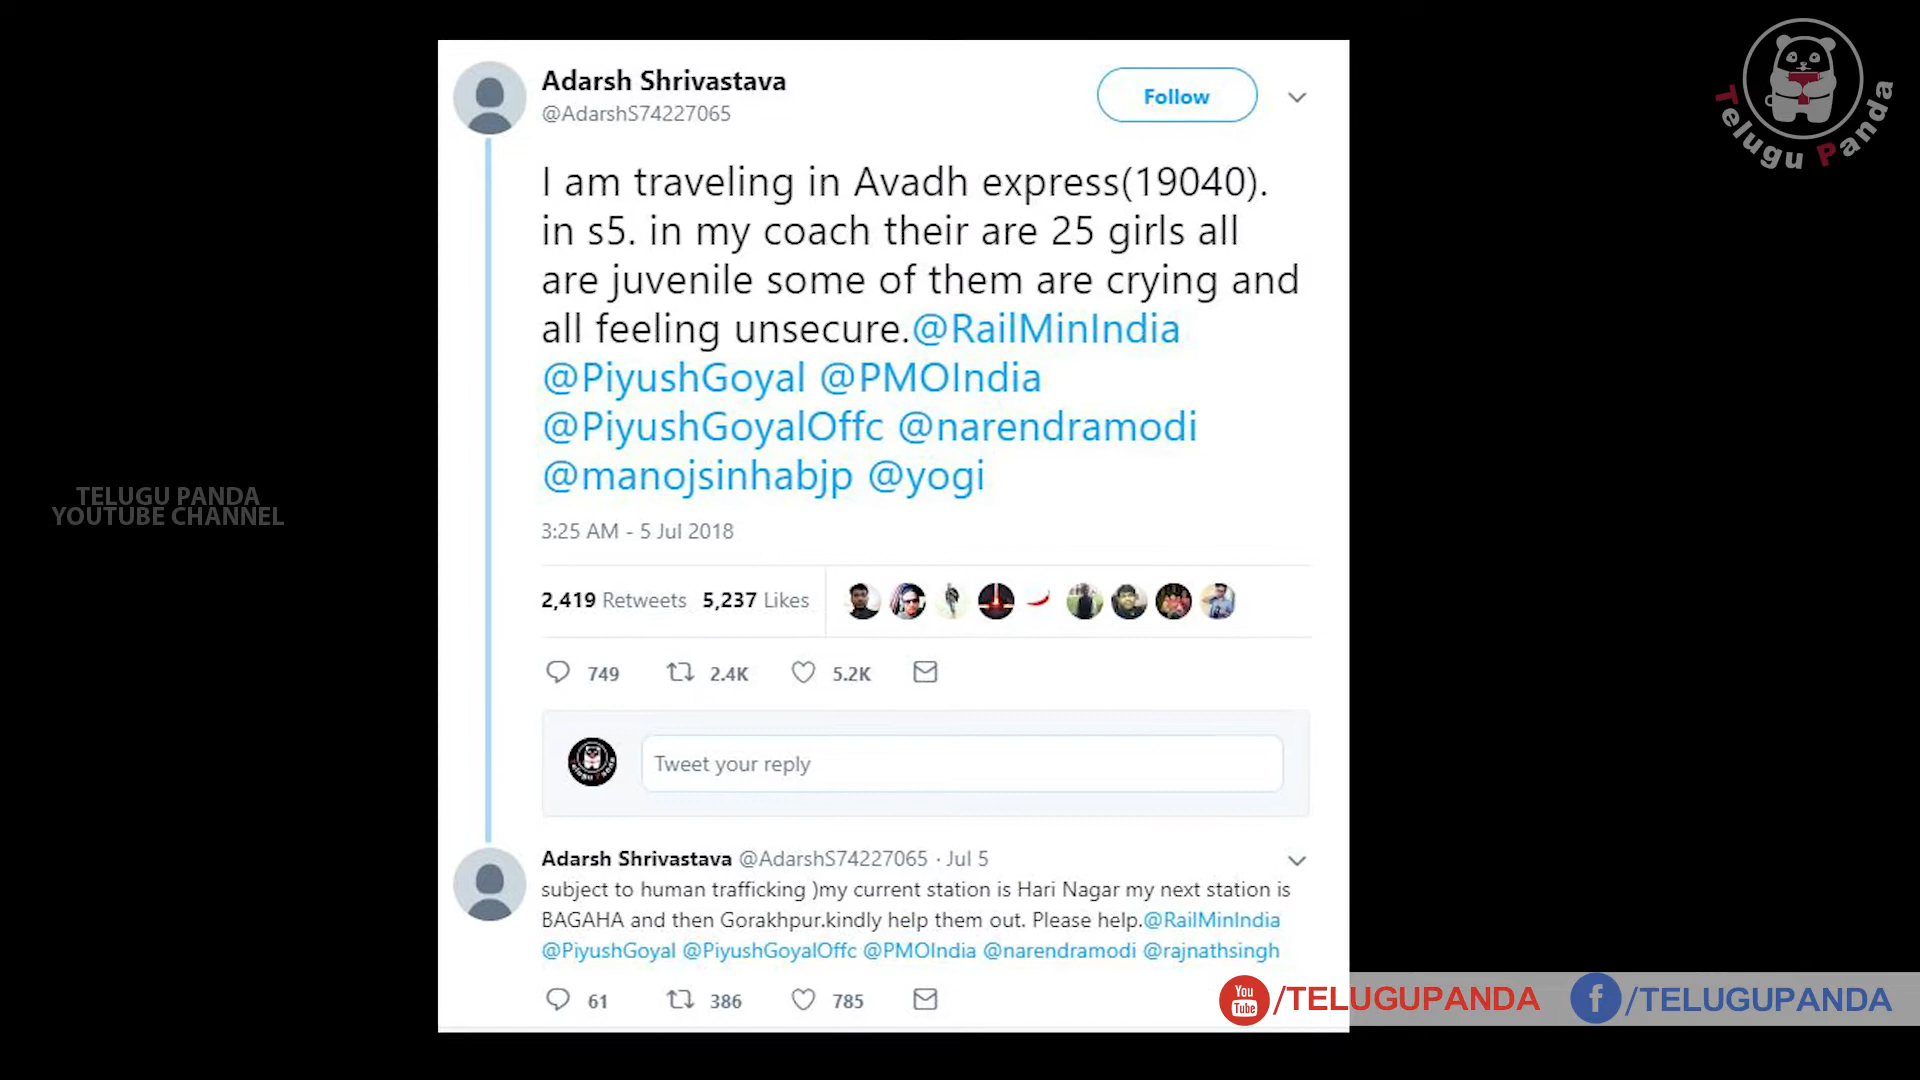 Adarsh Shrivastava
@AdarshS74227065
Follow
I am traveling in Avadh express(19040).
in s5. in my coach their are 25 girls all
are juvenile some of them are crying and
all feeling unsecure.@RailMinIndia
@PiyushGoyal @PMOIndia
@PiyushGoyalOffc @narendramodi
@manojsinhabjp @yogi
3:25 AM - 5 Jul 2018
2,419 Retweets 5,237 Likes
749 2.4K 5.2K
Tweet your reply
Adarsh Shrivastava @AdarshS74227065 · Jul 5
subject to human trafficking )my current station is Hari Nagar my next station is
BAGAHA and then Gorakhpur.kindly help them out. Please help.@RailMinIndia
@PiyushGoyal @PiyushGoyalOffc @PMOIndia @narendramodi @rajnathsingh
61 386 785
TELUGU PANDA
YOUTUBE CHANNEL
Telugu Panda
You Tube /TELUGUPANDA f /TELUGUPANDA